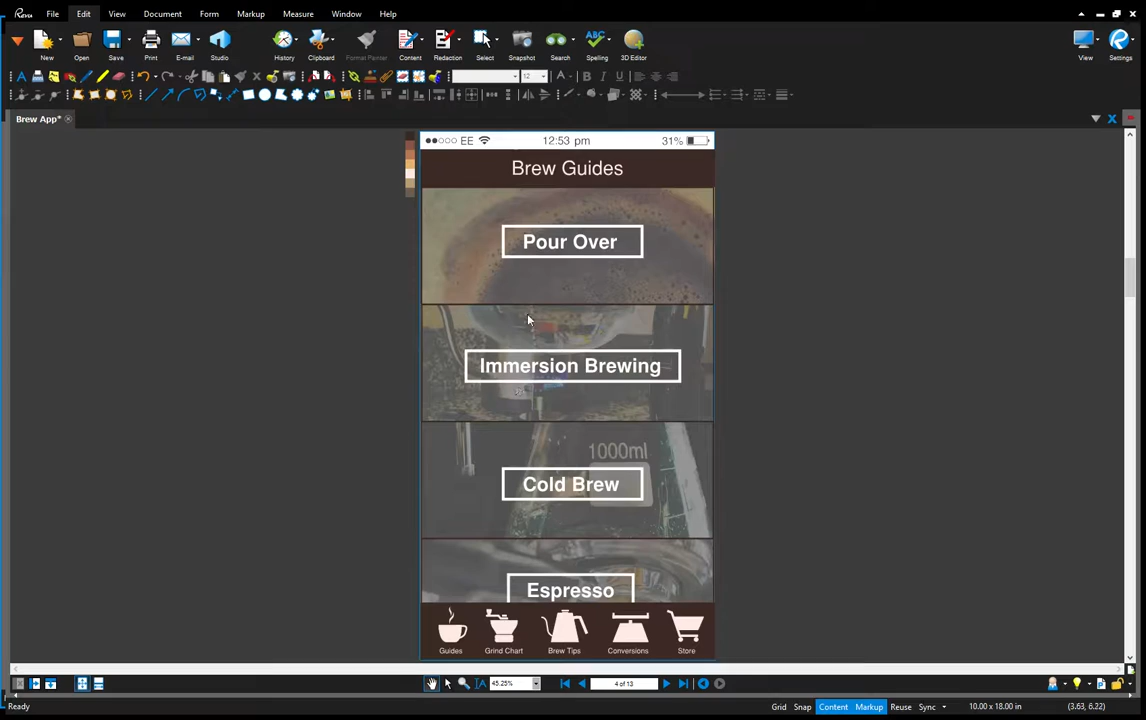 Revu File Edit View Document Form Markup Measure Window Help
New Open Save Print E-mail Studio History Format Painter Clipboard Content Redaction Select Snapshot Search Spelling 3D Editor View Settings
ABC
12 A B I U
Brew App*
EE 12:53 pm 31%
Brew Guides
Pour Over
Immersion Brewing
1000ml
Cold Brew
Espresso
Guides Grind Chart Brew Tips Conversions Store
45.25% 4 of 13
Ready Grid Snap Content Markup Reuse Sync 10.00 x 18.00 in (3.63, 6.22)